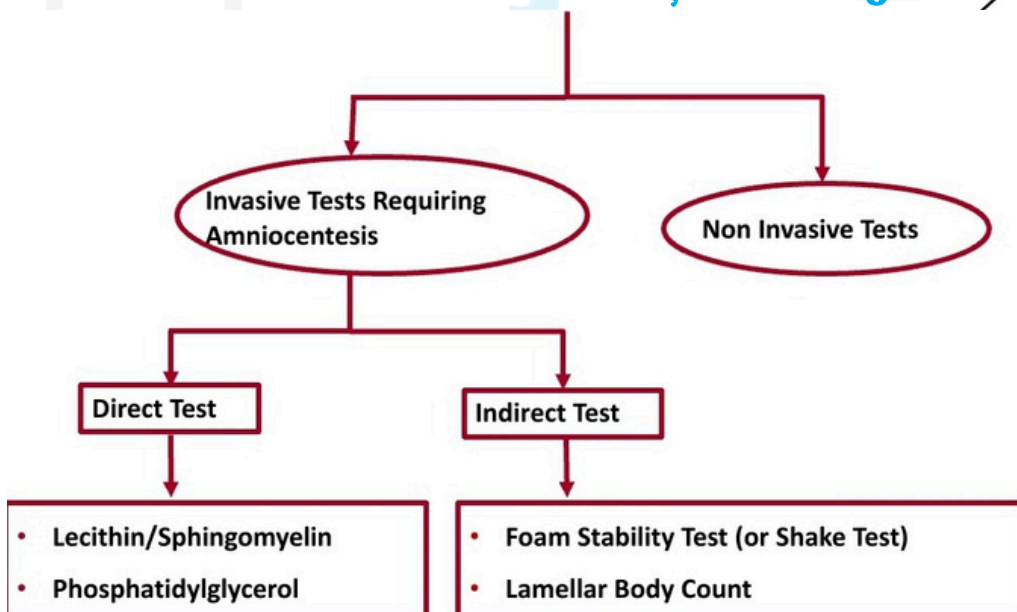 Invasive Tests Requiring
Amniocentesis
Non Invasive Tests
Direct Test
Indirect Test
• Lecithin/Sphingomyelin
• Phosphatidylglycerol
• Foam Stability Test (or Shake Test)
• Lamellar Body Count